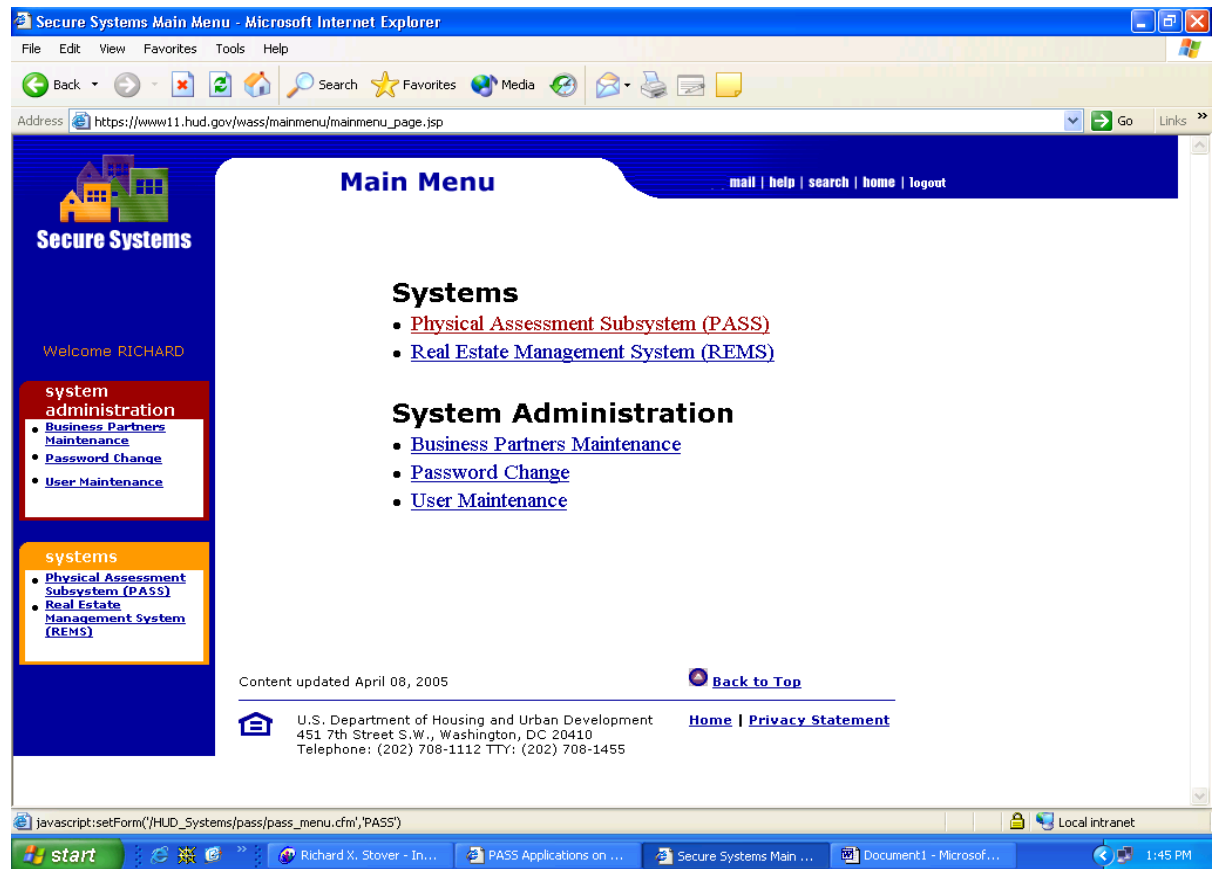 Secure Systems Main Menu - Microsoft Internet Explorer
File Edit View Favorites Tools Help
Back Search Favorites Media
Address https://www11.hud.gov/wass/mainmenu/mainmenu_page.jsp Go Links »
Main Menu
mail | help | search | home | logout
Secure Systems
Welcome RICHARD
system
administration
Business Partners
Maintenance
Password Change
User Maintenance
systems
Physical Assessment
Subsystem (PASS)
Real Estate
Management System
(REMS)
Systems
• Physical Assessment Subsystem (PASS)
• Real Estate Management System (REMS)
System Administration
• Business Partners Maintenance
• Password Change
• User Maintenance
Content updated April 08, 2005
Back to Top
U.S. Department of Housing and Urban Development
451 7th Street S.W., Washington, DC 20410
Telephone: (202) 708-1112 TTY: (202) 708-1455
Home | Privacy Statement
javascript:setForm('/HUD_Systems/pass/pass_menu.cfm','PASS') Local intranet
start » Richard X. Stover - In... PASS Applications on ... Secure Systems Main ... Document1 - Microsof... 1:45 PM